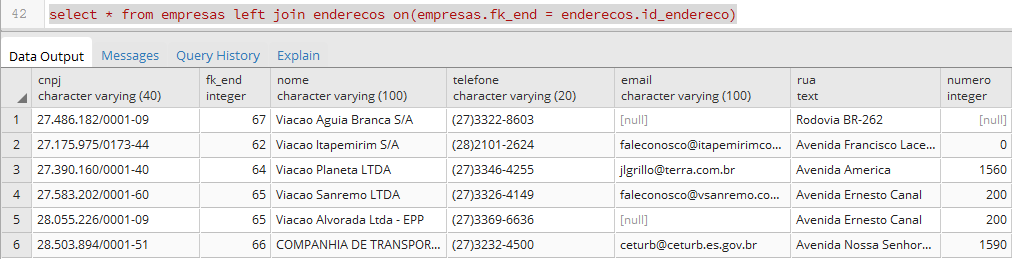 42 select * from empresas left join enderecos on(empresas.fk_end = enderecos.id_endereco)
Data Output Messages Query History Explain
cnpj fk_end nome telefone email rua numero
character varying (40) integer character varying (100) character varying (20) character varying (100) text integer
1 27.486.182/0001-09 67 Viacao Aguia Branca S/A (27)3322-8603 [null] Rodovia BR-262 [null]
2 27.175.975/0173-44 62 Viacao Itapemirim S/A (28)2101-2624 faleconosco@itapemirimco... Avenida Francisco Lace... 0
3 27.390.160/0001-40 64 Viacao Planeta LTDA (27)3346-4255 jlgrillo@terra.com.br Avenida America 1560
4 27.583.202/0001-60 65 Viacao Sanremo LTDA (27)3326-4149 faleconosco@vsanremo.co... Avenida Ernesto Canal 200
5 28.055.226/0001-09 65 Viacao Alvorada Ltda - EPP (27)3369-6636 [null] Avenida Ernesto Canal 200
6 28.503.894/0001-51 66 COMPANHIA DE TRANSPOR... (27)3232-4500 ceturb@ceturb.es.gov.br Avenida Nossa Senhor... 1590